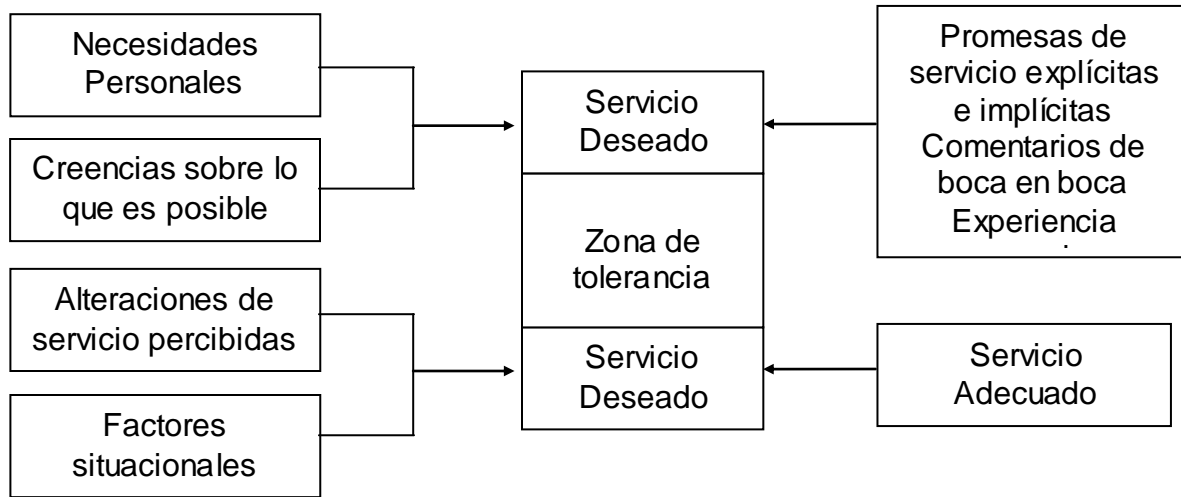 Necesidades
Personales
Creencias sobre lo
que es posible
Alteraciones de
servicio percibidas
Factores
situacionales
Servicio
Deseado
Zona de
tolerancia
Servicio
Deseado
Promesas de
servicio explícitas
e implícitas
Comentarios de
boca en boca
Experiencia
Servicio
Adecuado